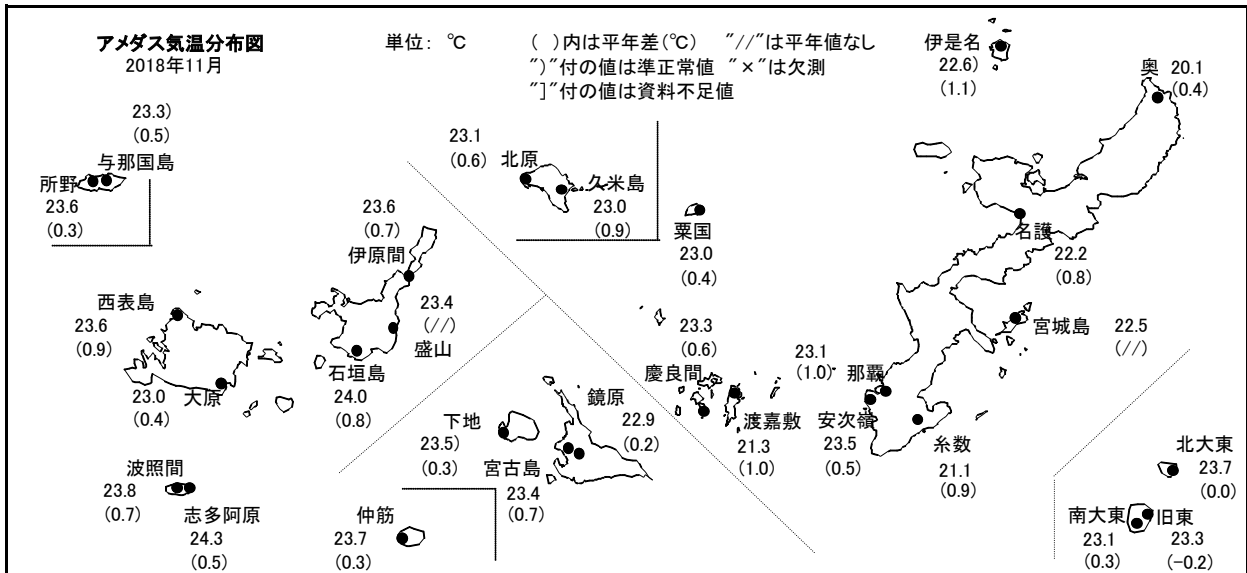 アメダス気温分布図
2018年11月
単位： ℃
(　)内は平年差(℃)　"//"は平年値なし
")"付の値は準正常値　"×"は欠測
"]"付の値は資料不足値
伊是名
22.6)
(1.1)
奥
20.1
(0.4)
23.3)
(0.5)
与那国島
所野
23.6
(0.3)
23.1
(0.6)
北原
久米島
23.0
(0.9)
粟国
23.0
(0.4)
名護
22.2
(0.8)
23.6
(0.7)
伊原間
23.4
(//)
盛山
西表島
23.6
(0.9)
23.0
(0.4)
大原
石垣島
24.0
(0.8)
宮城島
22.5
(//)
23.3
(0.6)
慶良間
23.1
(1.0)
那覇
渡嘉敷
21.3
(1.0)
安次嶺
23.5
(0.5)
糸数
21.1
(0.9)
下地
23.5)
(0.3)
鏡原
22.9
(0.2)
宮古島
23.4
(0.7)
波照間
23.8
(0.7)
志多阿原
24.3
(0.5)
仲筋
23.7
(0.3)
北大東
23.7
(0.0)
南大東
23.1
(0.3)
旧東
23.3
(-0.2)